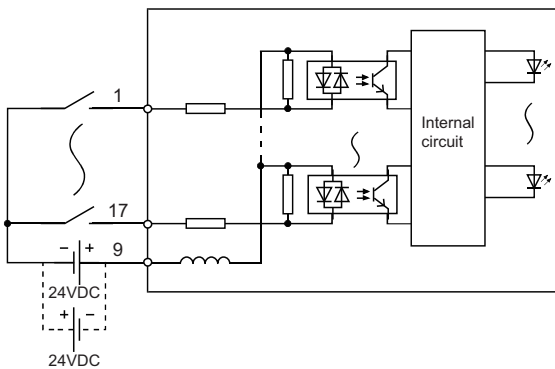 1
Internal
circuit
17
9
− +
24VDC
+ −
24VDC